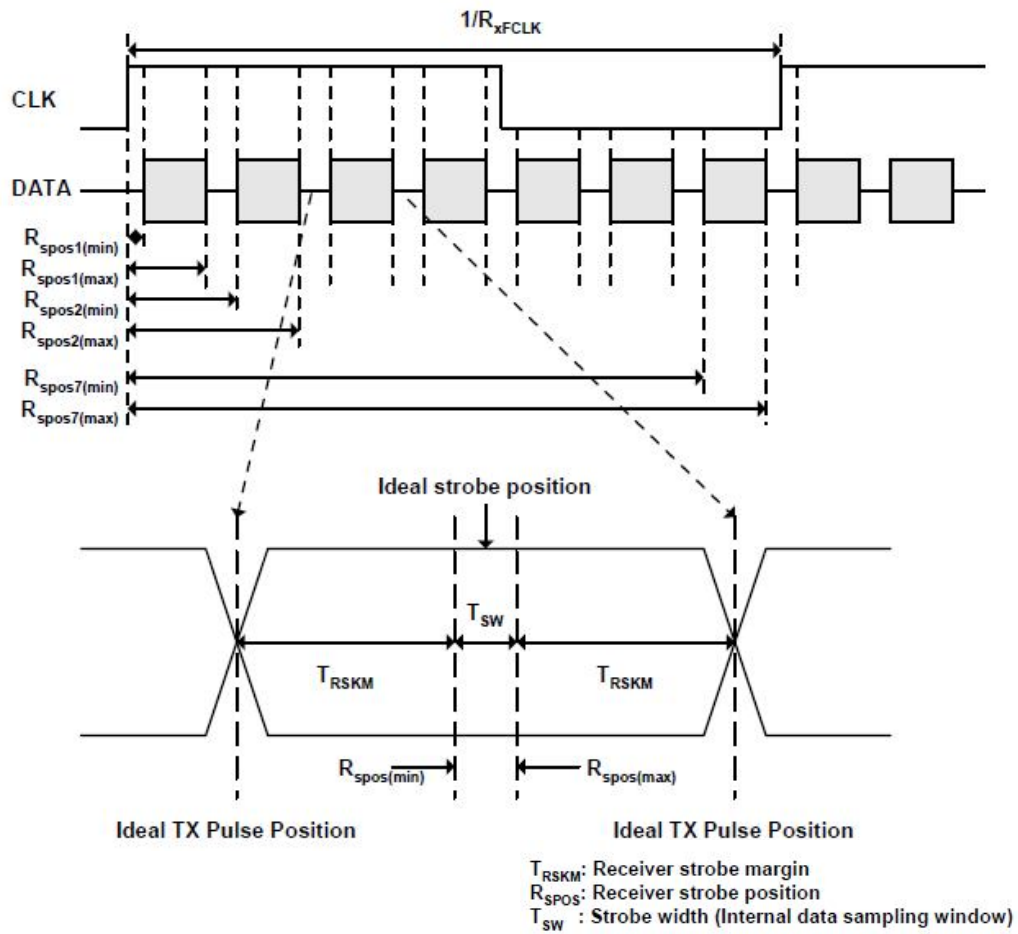 1/RxFCLK
CLK
DATA
Rspos1(min)
Rspos1(max)
Rspos2(min)
Rspos2(max)
Rspos7(min)
Rspos7(max)
Ideal strobe position
TSW
TRSKM
TRSKM
Rspos(min)
Rspos(max)
Ideal TX Pulse Position
Ideal TX Pulse Position
TRSKM: Receiver strobe margin
RSPOS: Receiver strobe position
TSW : Strobe width (Internal data sampling window)